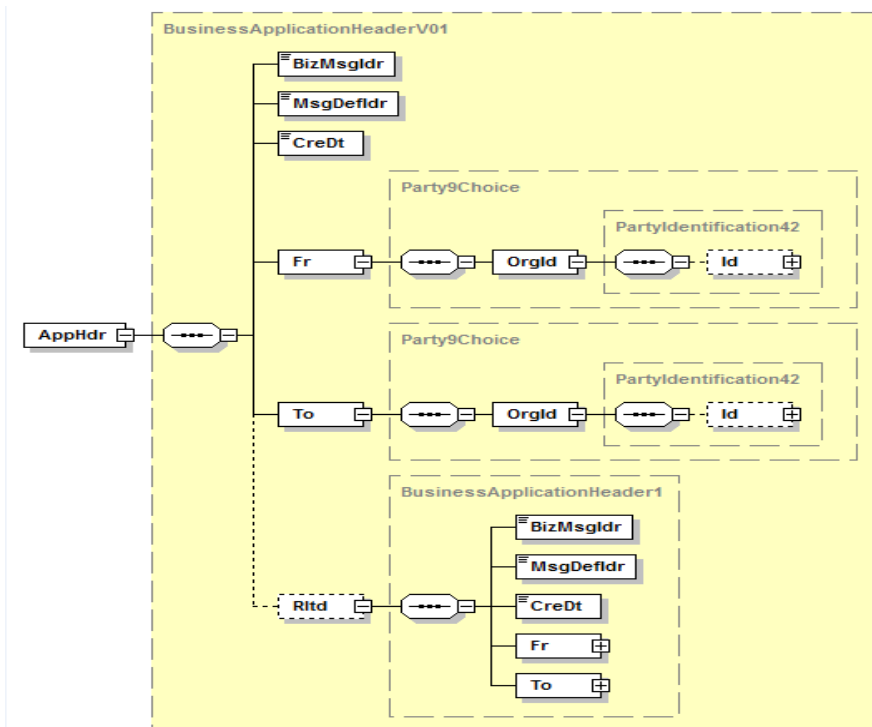 BusinessApplicationHeaderV01
BizMsgIdr
MsgDefIdr
CreDt
Party9Choice
PartyIdentification42
Fr
OrgId
Id
AppHdr
Party9Choice
PartyIdentification42
To
OrgId
Id
BusinessApplicationHeader1
BizMsgIdr
MsgDefIdr
Rltd
CreDt
Fr
To